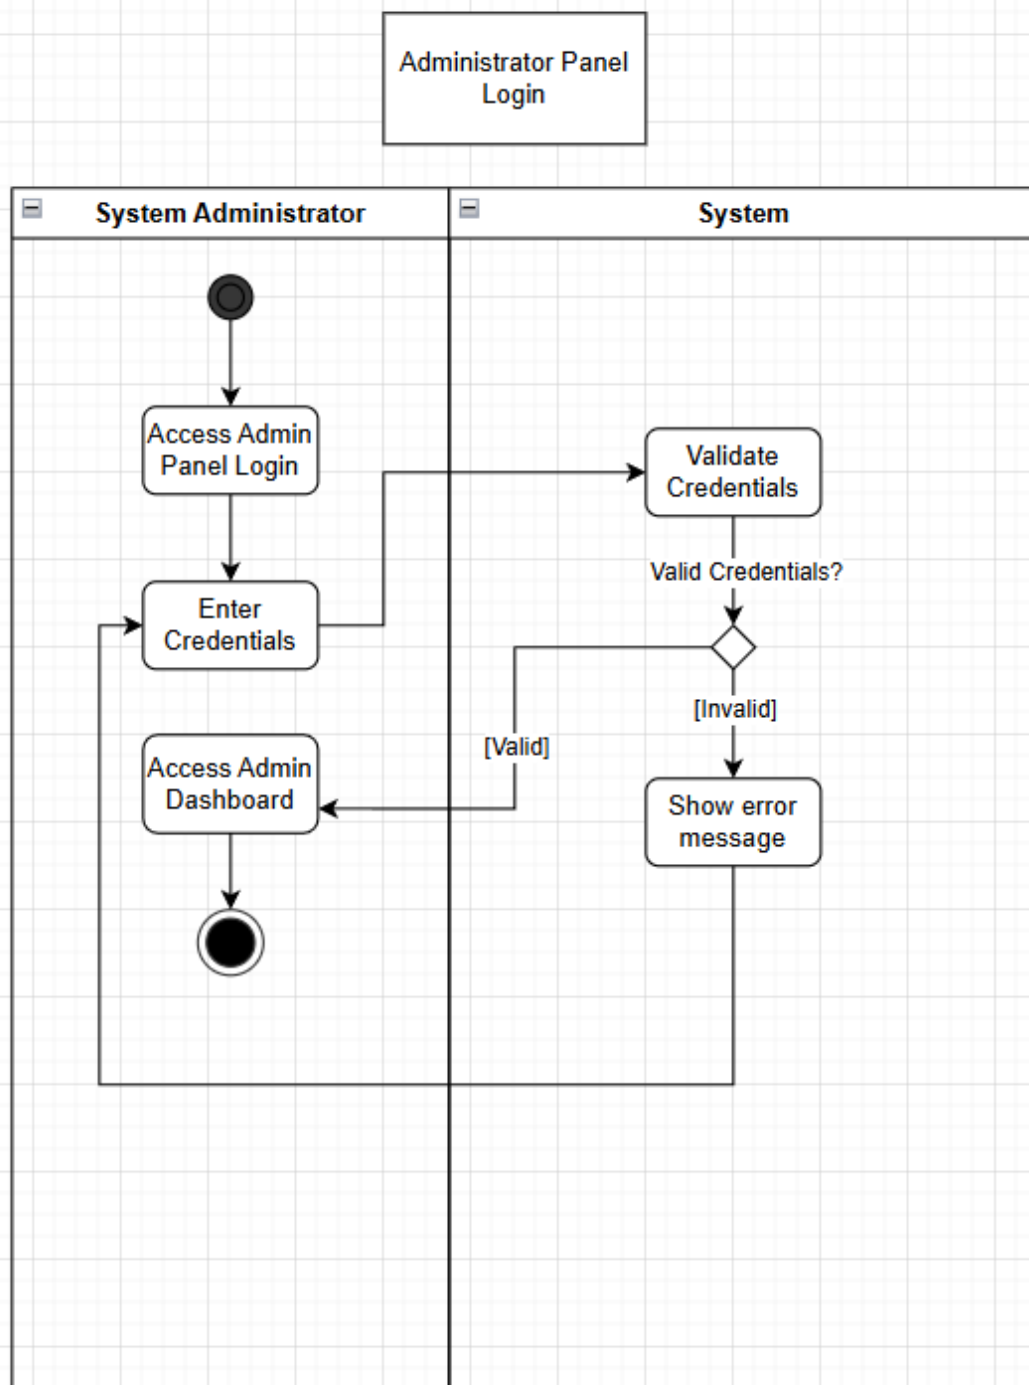 Administrator Panel
Login
System Administrator
System
Access Admin
Panel Login
Validate
Credentials
Valid Credentials?
Enter
Credentials
[Invalid]
[Valid]
Access Admin
Dashboard
Show error
message